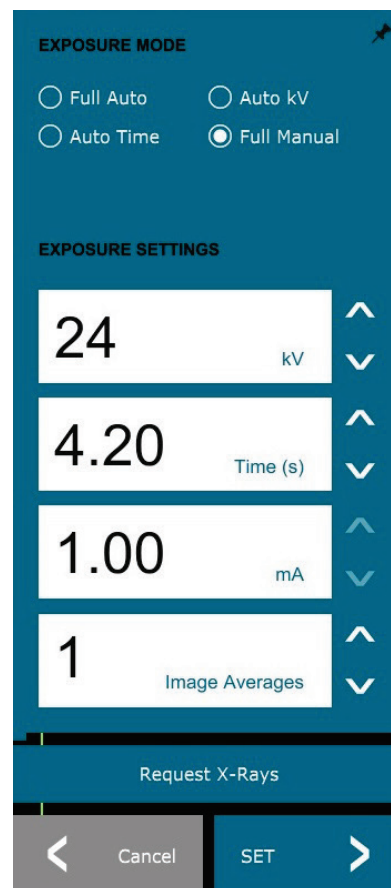 EXPOSURE MODE
Full Auto
Auto kV
Auto Time
Full Manual
EXPOSURE SETTINGS
24 kV
4.20 Time (s)
1.00 mA
1 Image Averages
Request X-Rays
Cancel
SET